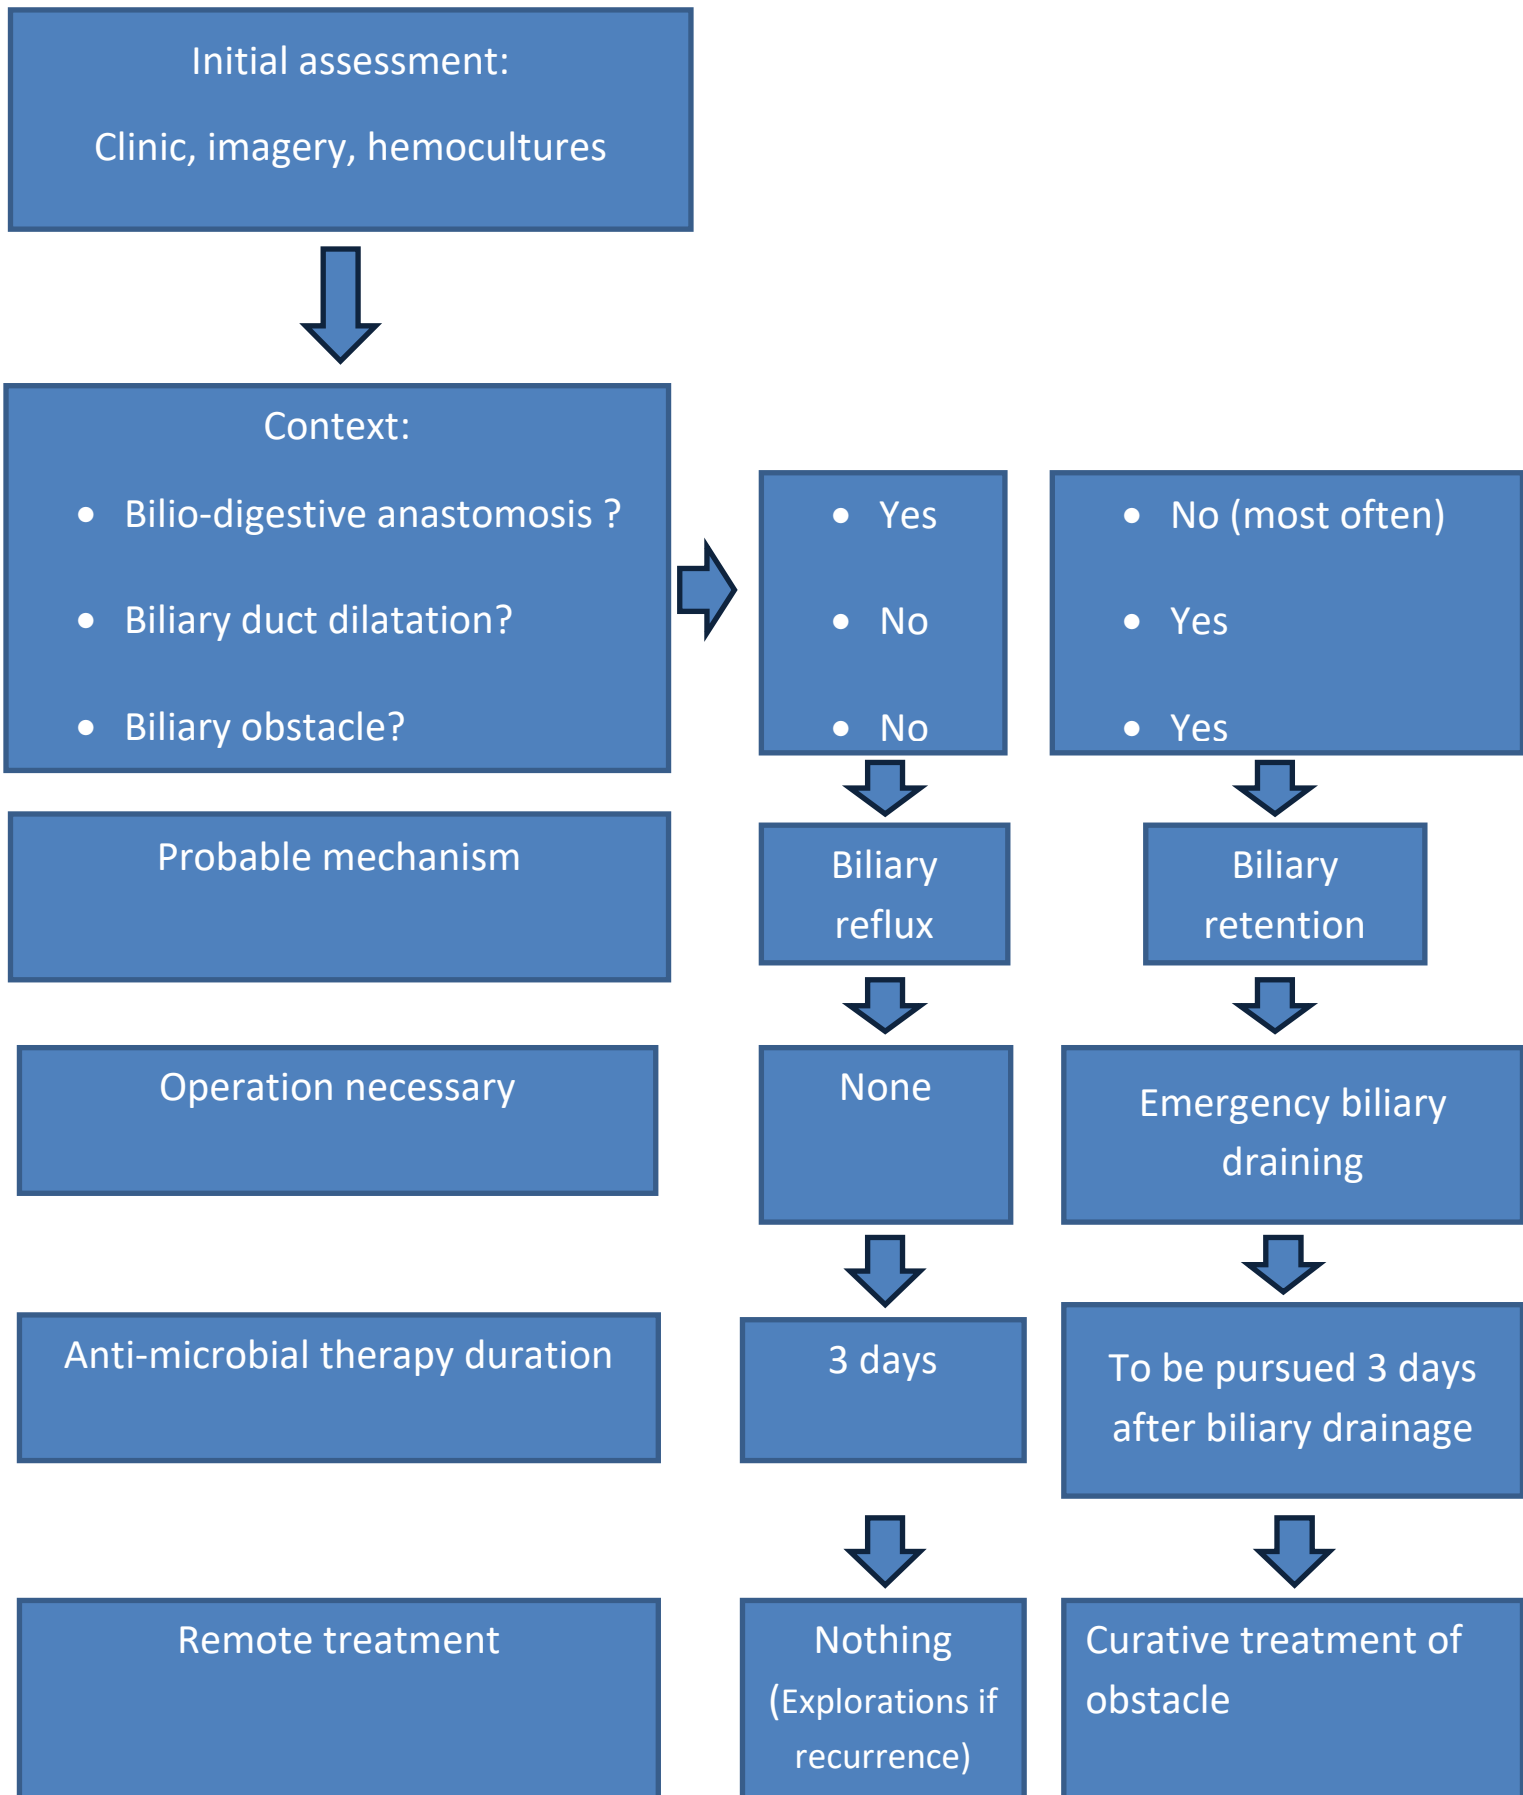 Initial assessment:
Clinic, imagery, hemocultures
Context:
• Bilio-digestive anastomosis ?
• Biliary duct dilatation?
• Biliary obstacle?
• Yes
• No
• No
• No (most often)
• Yes
• Yes
Probable mechanism
Biliary
reflux
Biliary
retention
Operation necessary
None
Emergency biliary
draining
Anti-microbial therapy duration
3 days
To be pursued 3 days
after biliary drainage
Remote treatment
Nothing
(Explorations if
recurrence)
Curative treatment of
obstacle